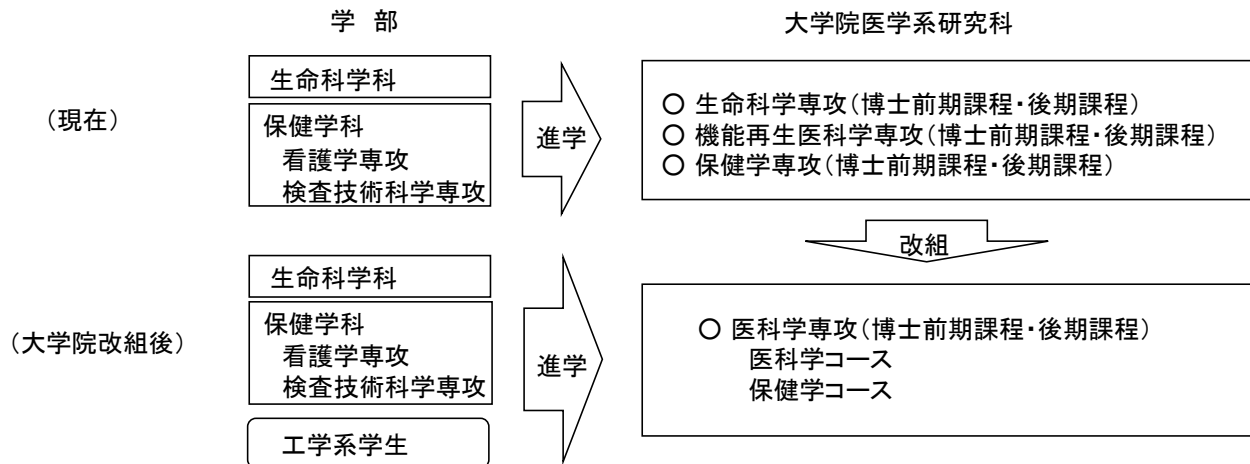 学 部
大学院医学系研究科
(現在)
生命科学科
保健学科
看護学専攻
検査技術科学専攻
進学
○ 生命科学専攻(博士前期課程・後期課程)
○ 機能再生医科学専攻(博士前期課程・後期課程)
○ 保健学専攻(博士前期課程・後期課程)
改組
(大学院改組後)
生命科学科
保健学科
看護学専攻
検査技術科学専攻
工学系学生
進学
○ 医科学専攻(博士前期課程・後期課程)
医科学コース
保健学コース